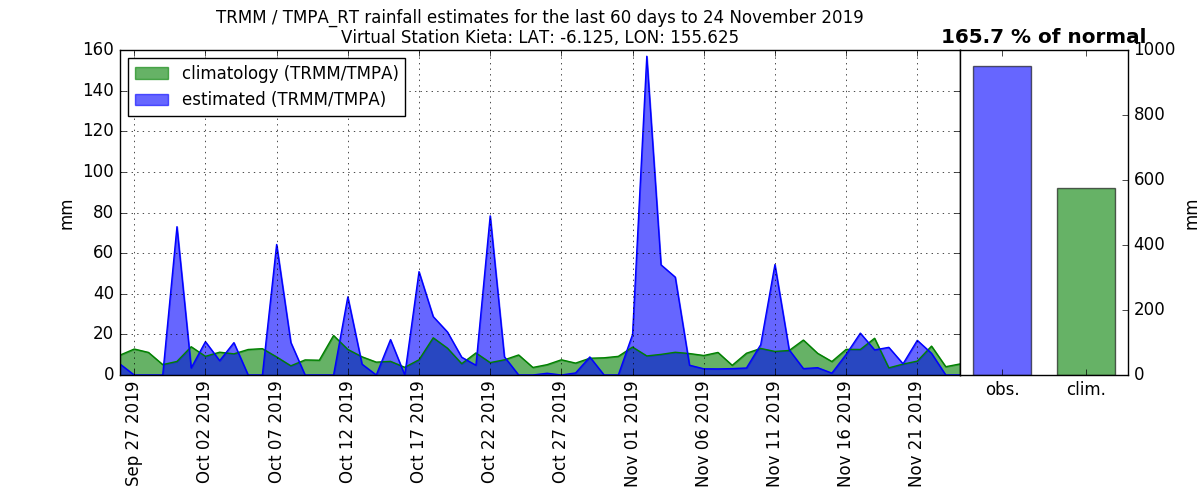 TRMM / TMPA_RT rainfall estimates for the last 60 days to 24 November 2019
Virtual Station Kieta: LAT: -6.125, LON: 155.625
165.7 % of normal
climatology (TRMM/TMPA)
estimated (TRMM/TMPA)
mm
160
140
120
100
80
60
40
20
0
Sep 27 2019
Oct 02 2019
Oct 07 2019
Oct 12 2019
Oct 17 2019
Oct 22 2019
Oct 27 2019
Nov 01 2019
Nov 06 2019
Nov 11 2019
Nov 16 2019
Nov 21 2019
1000
800
600
400
200
0
mm
obs.
clim.